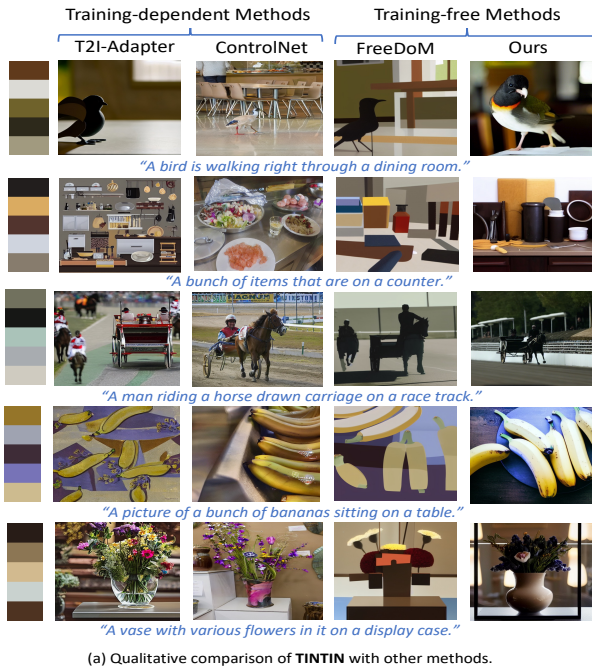 Training-dependent Methods Training-free Methods
T2I-Adapter ControlNet FreeDoM Ours
“A bird is walking right through a dining room.”
“A bunch of items that are on a counter.”
“A man riding a horse drawn carriage on a race track.”
“A picture of a bunch of bananas sitting on a table.”
“A vase with various flowers in it on a display case.”
(a) Qualitative comparison of TINTIN with other methods.